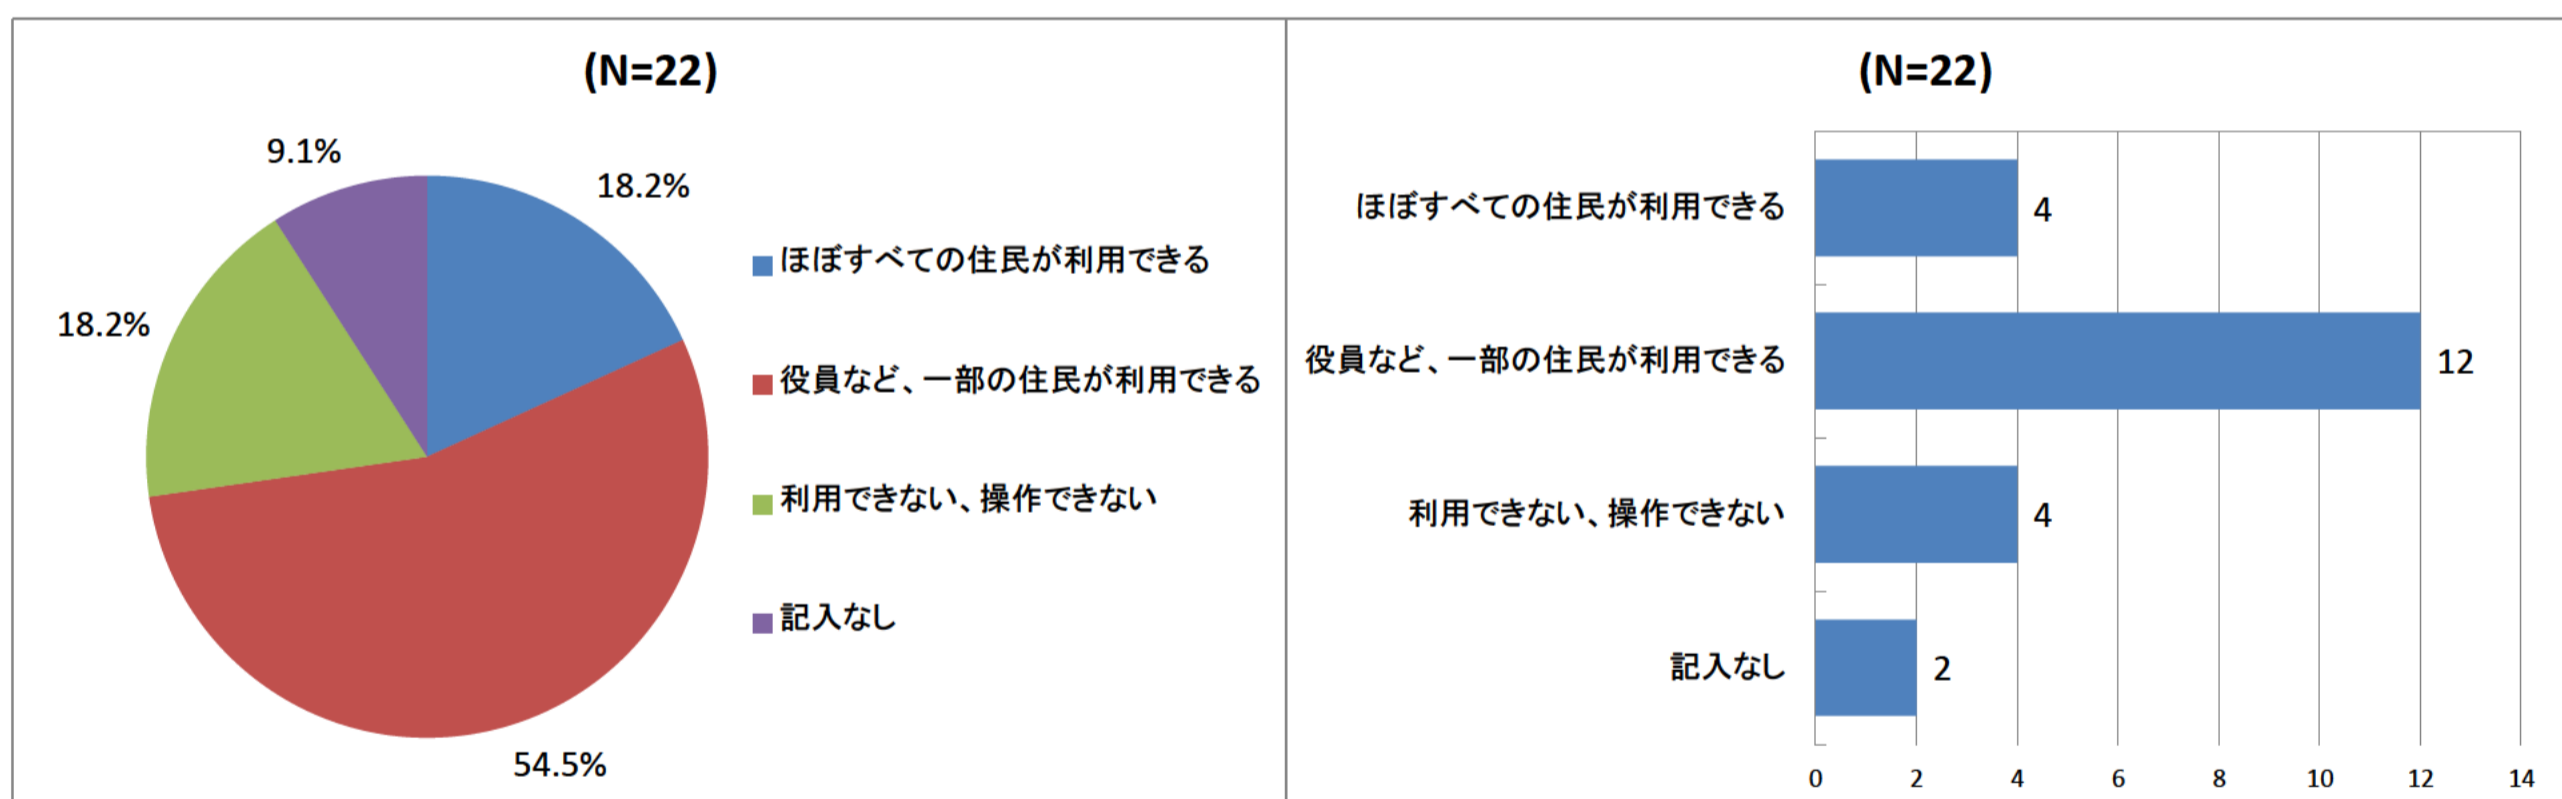 (N=22)
9.1%
18.2%
18.2%
54.5%
ほぼすべての住民が利用できる
役員など、一部の住民が利用できる
利用できない、操作できない
記入なし
(N=22)
ほぼすべての住民が利用できる
4
役員など、一部の住民が利用できる
12
利用できない、操作できない
4
記入なし
2
0 2 4 6 8 10 12 14